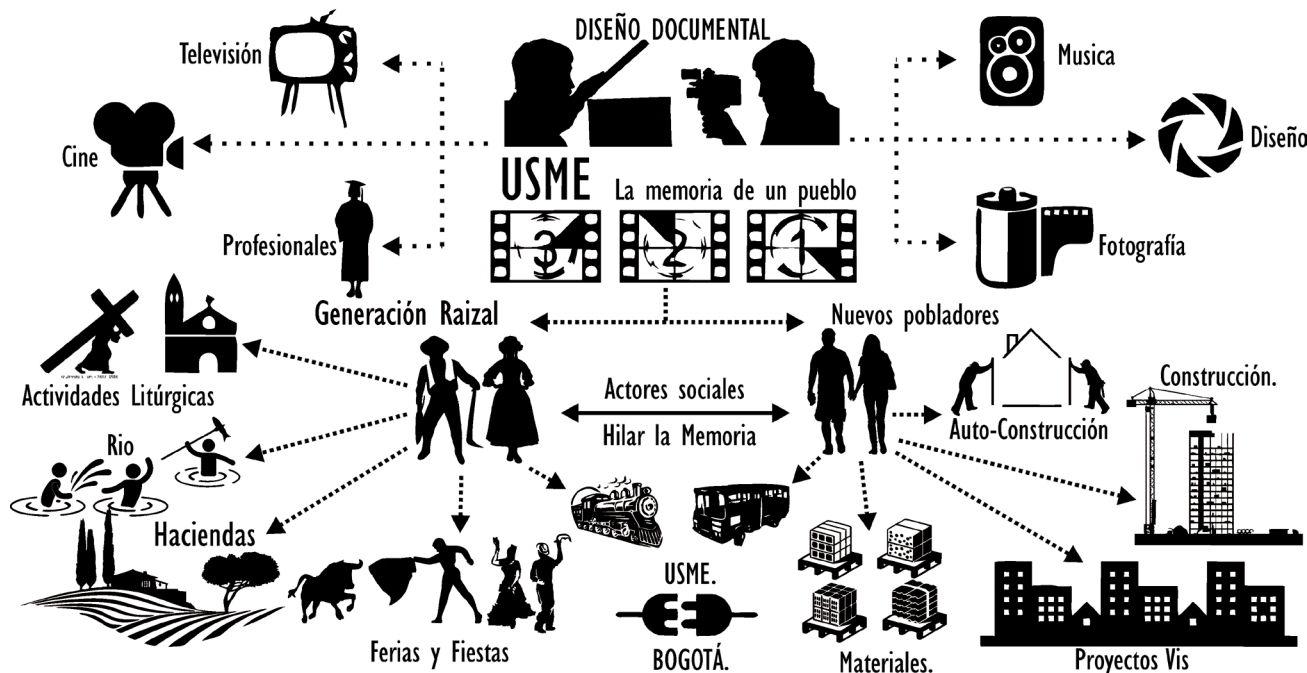 DISEÑO DOCUMENTAL
Televisión
Musica
Cine
Diseño
USME
La memoria de un pueblo
Profesionales
Fotografía
3
2
1
Generación Raizal
Nuevos pobladores
Actividades Litúrgicas
Actores sociales
Hilar la Memoria
Auto-Construcción
Construcción.
Rio
Haciendas
USME.
BOGOTÁ.
Ferias y Fiestas
Materiales.
Proyectos Vis